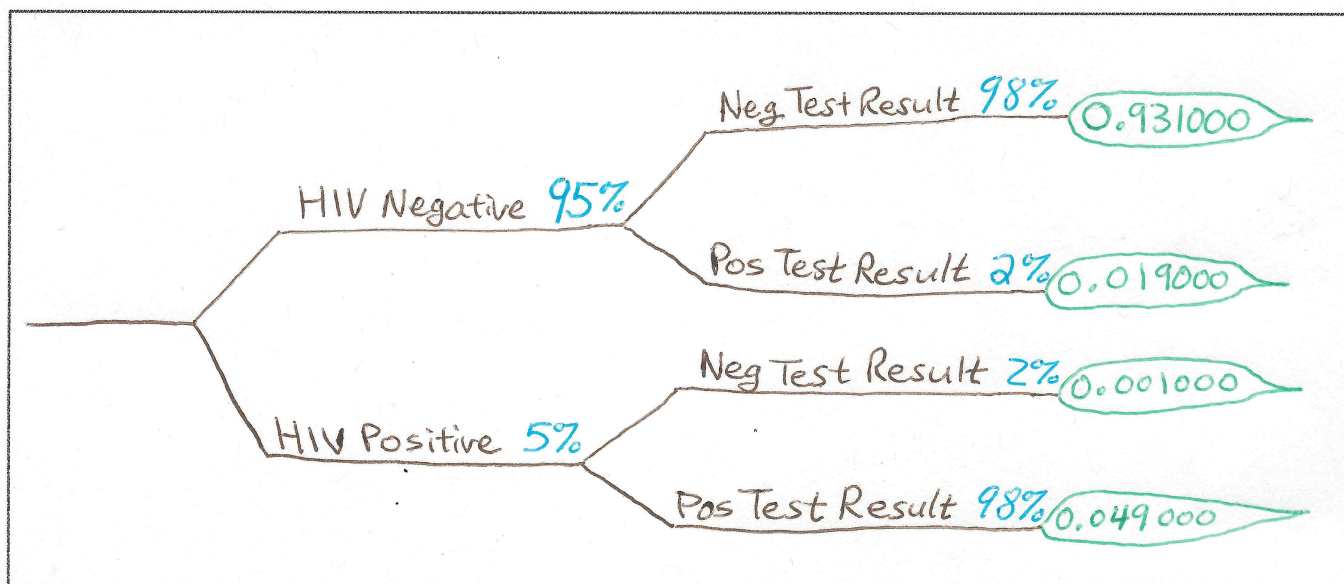 Neg Test Result 98% 0.931000
HIV Negative 95%
Pos Test Result 2% 0.019000
Neg Test Result 2% 0.001000
HIV Positive 5%
Pos Test Result 98% 0.049000